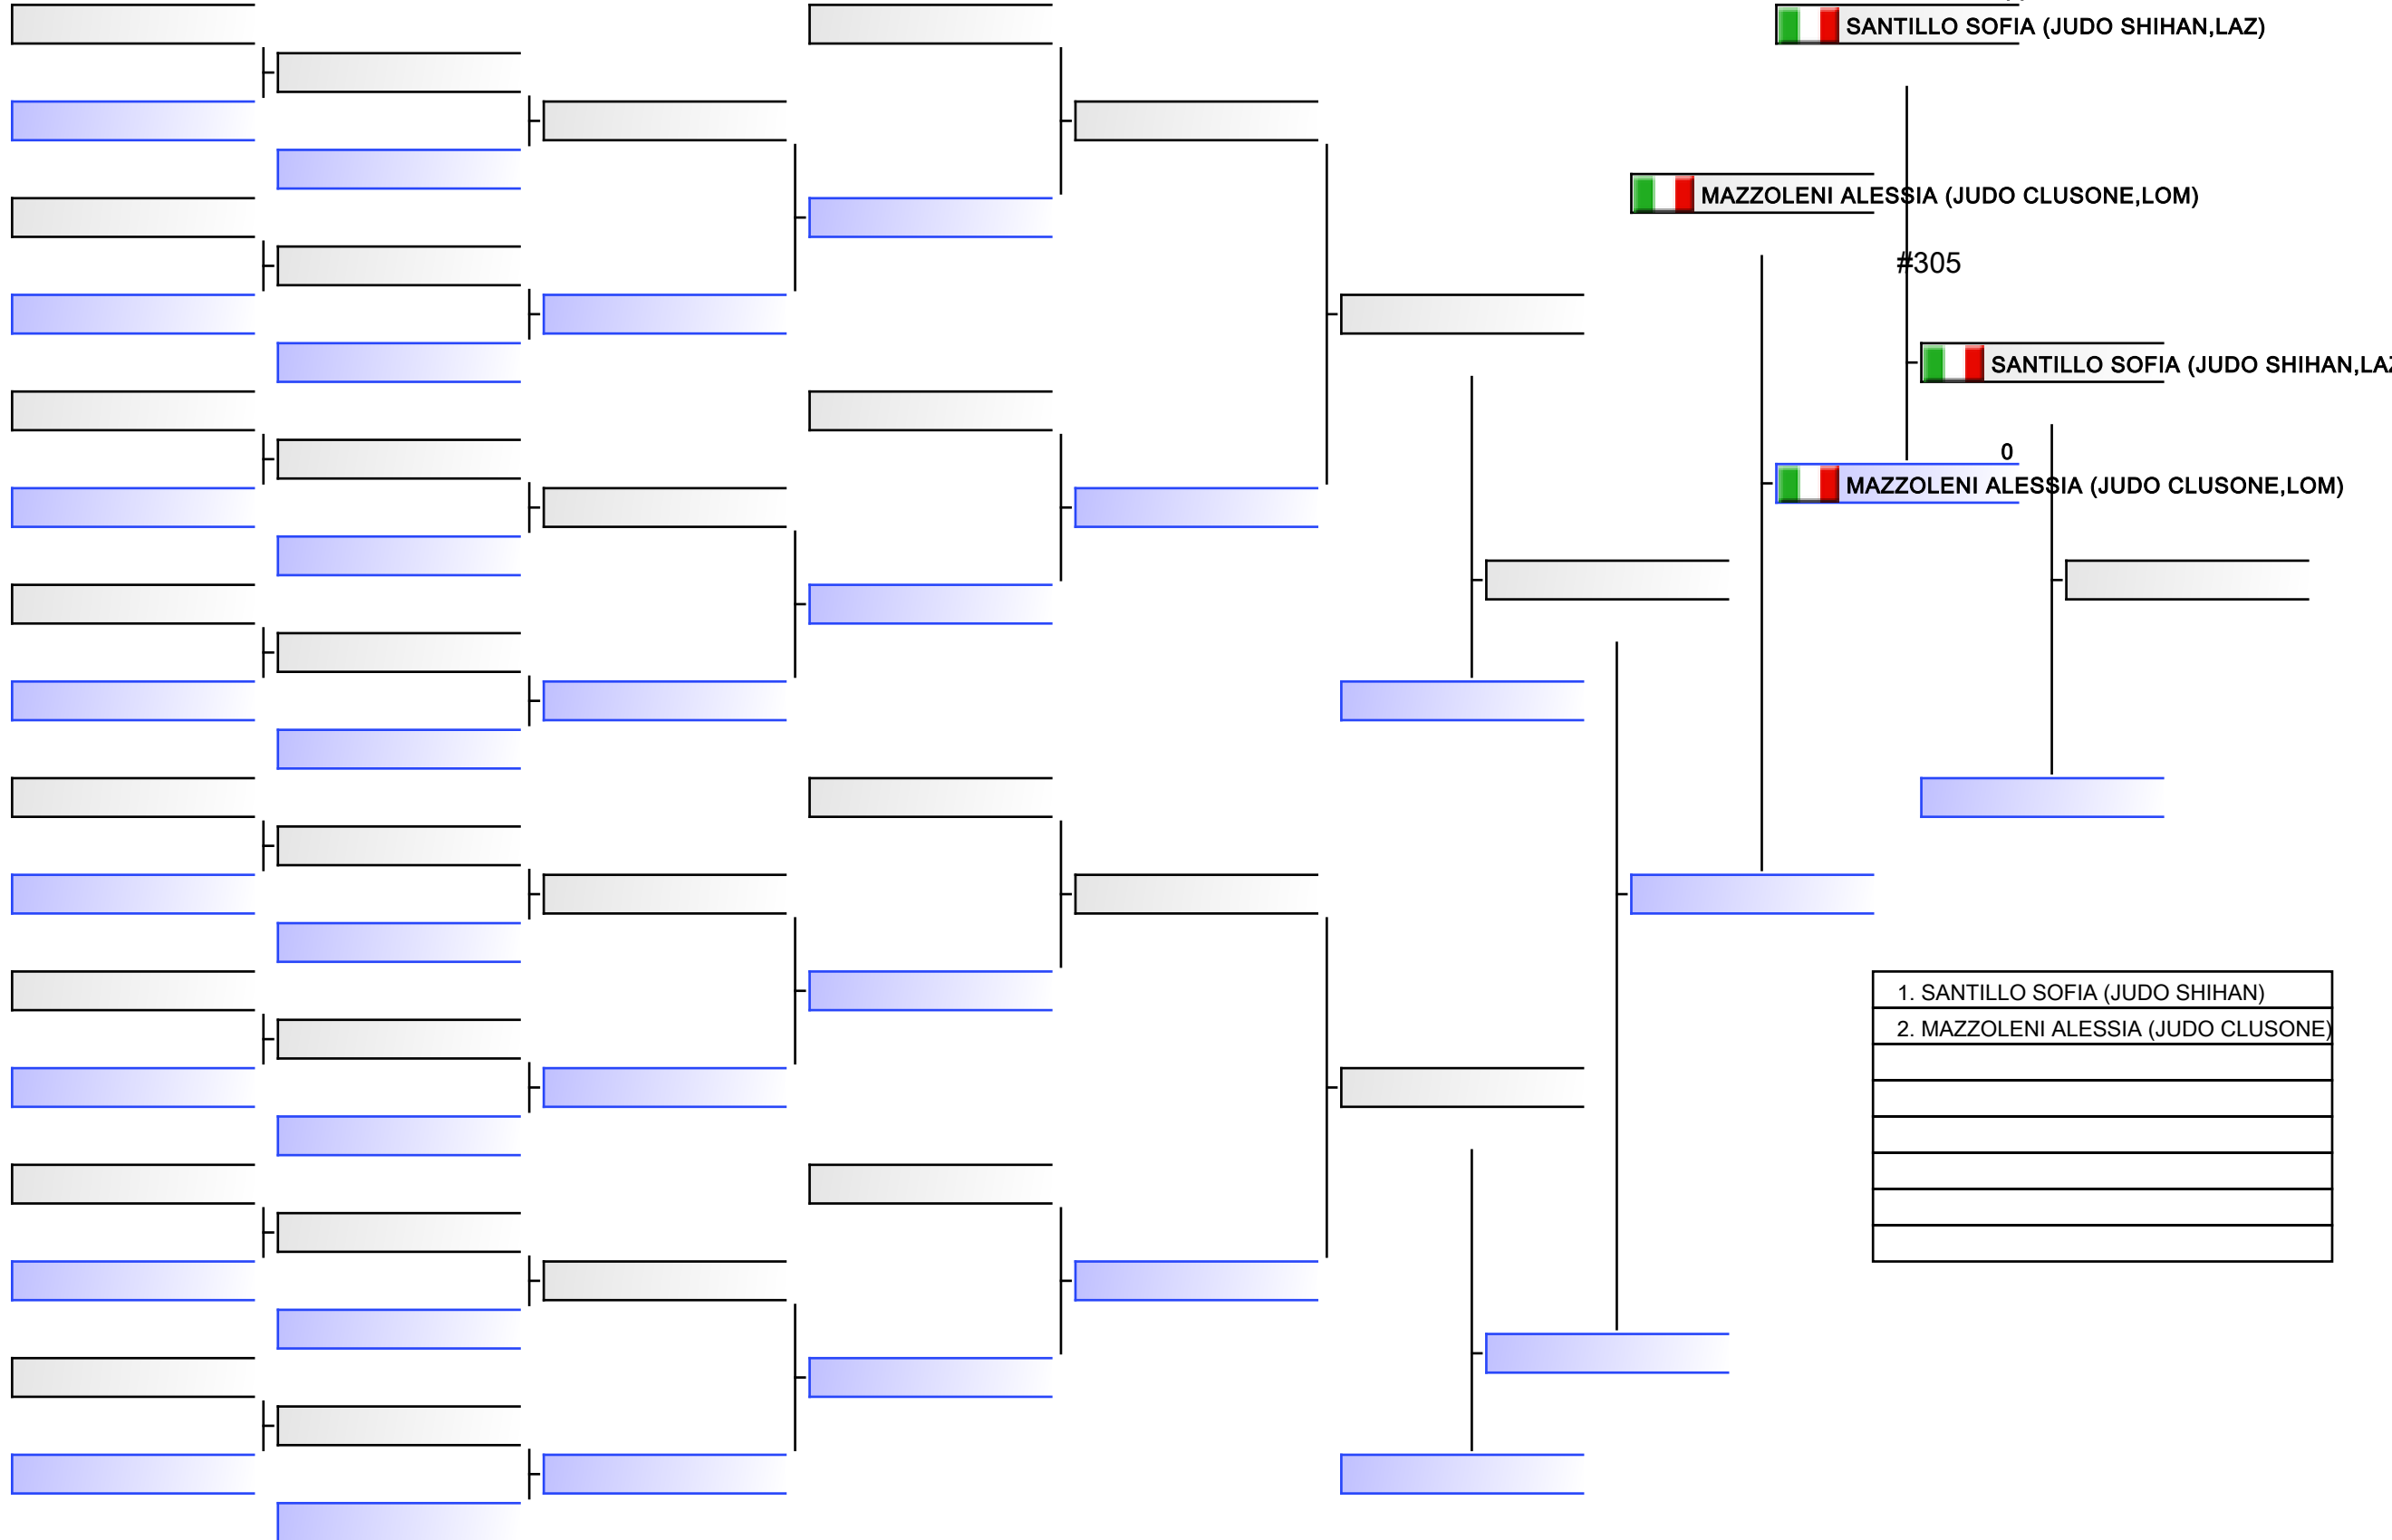 SANTILLO SOFIA (JUDO SHIHAN,LAZ)
MAZZOLENI ALESSIA (JUDO CLUSONE,LOM)
#305
SANTILLO SOFIA (JUDO SHIHAN,LAZ
0
MAZZOLENI ALESSIA (JUDO CLUSONE,LOM)
1. SANTILLO SOFIA (JUDO SHIHAN)
2. MAZZOLENI ALESSIA (JUDO CLUSONE)